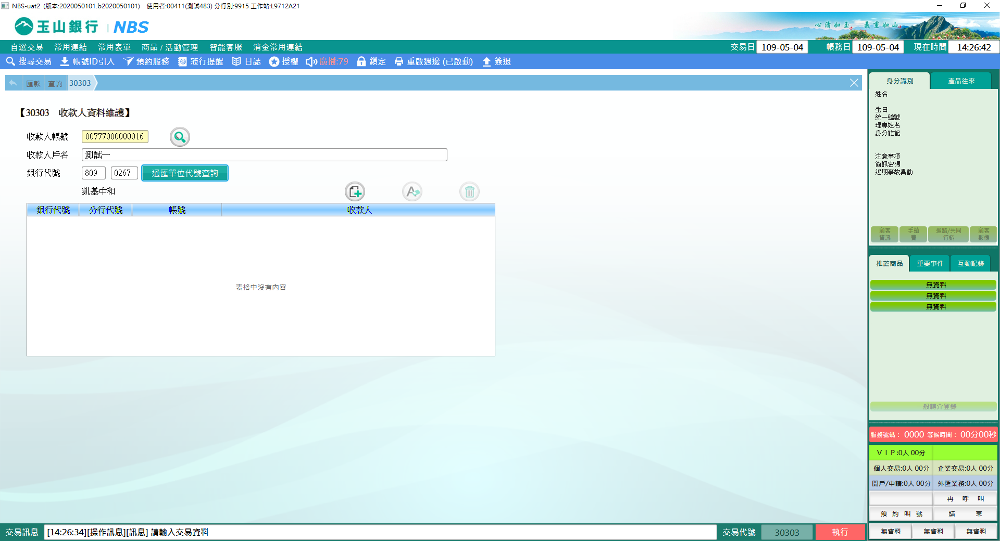 NBS-uat2 (版本:2020050101.b2020050101) 使用者:00411(測試483) 分行別:9915 工作站:L9712A21
玉山銀行 | NBS
心清如玉。 義重如山。
自選交易 常用連結 常用表單 商品 / 活動管理 智能客服 消金常用連結
交易日 109-05-04 帳務日 109-05-04 現在時間 14:26:42
搜尋交易 帳號ID引入 預約服務 蒞行提醒 日誌 授權 廣播:79 鎖定 重啟週邊 (已啟動) 簽退
匯款 查詢 30303
【30303 收款人資料維護】
收款人帳號 00777000000016
收款人戶名 測試一
銀行代號 809 0267 通匯單位代號查詢
凱基中和
銀行代號 分行代號 帳號 收款人
表格中沒有內容
身分識別 產品往來
姓名
生日
統一編號
理專姓名
身分註記
注意事項
簡訊密碼
近期事故異動
顧客資訊 手續費 通路/共同行銷 顧客影像
推薦商品 重要事件 互動記錄
無資料
無資料
無資料
一般轉介登錄
服務號碼： 0000 等候時間： 00分00秒
ＶＩＰ:0人 00分
個人交易:0人 00分 企業交易:0人 00分
開戶/申請:0人 00分 外匯業務:0人 00分
再 呼 叫
預 約 叫 號 結 束
無資料 無資料 無資料
交易訊息 [14:26:34][操作訊息][訊息] 請輸入交易資料
交易代號 30303 執行